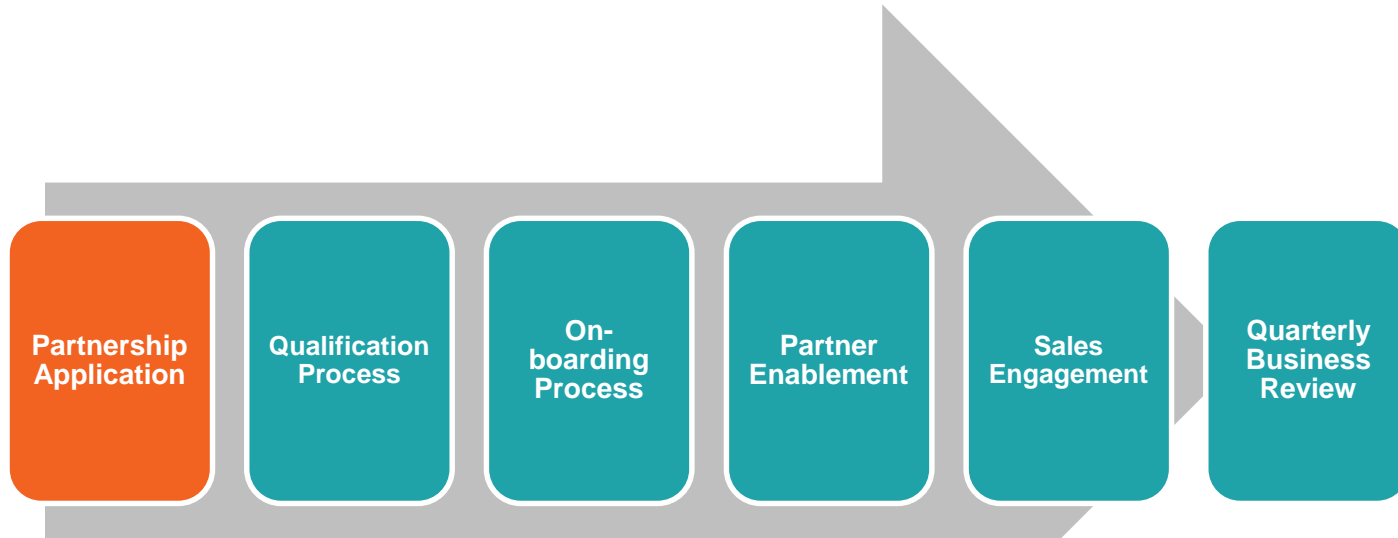 Partnership
Application
Qualification
Process
On-
boarding
Process
Partner
Enablement
Sales
Engagement
Quarterly
Business
Review